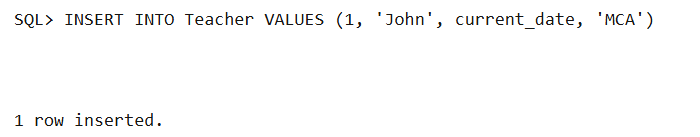 SQL> INSERT INTO Teacher VALUES (1, 'John', current_date, 'MCA')
1 row inserted.